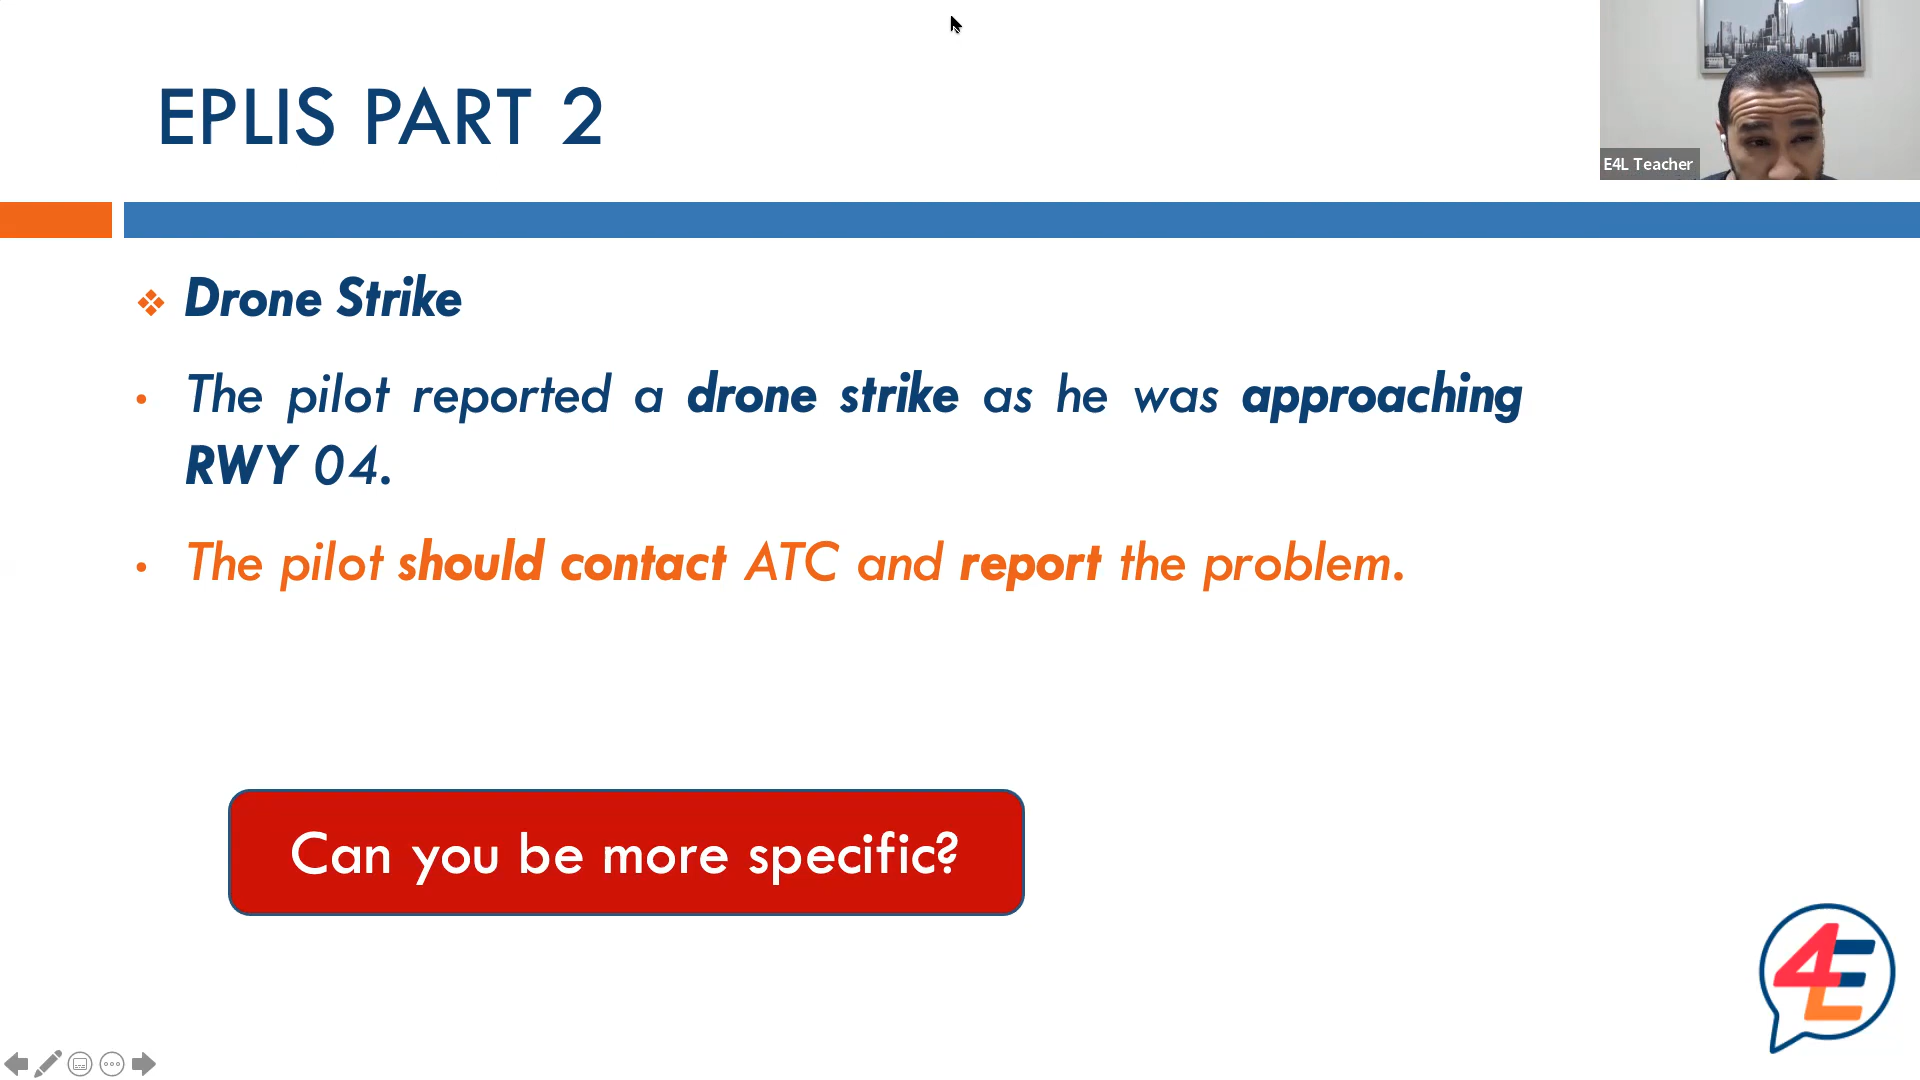 EPLIS PART 2
E4L Teacher
Drone Strike
The pilot reported a drone strike as he was approaching
RWY 04.
The pilot should contact ATC and report the problem.
Can you be more specific?
4E